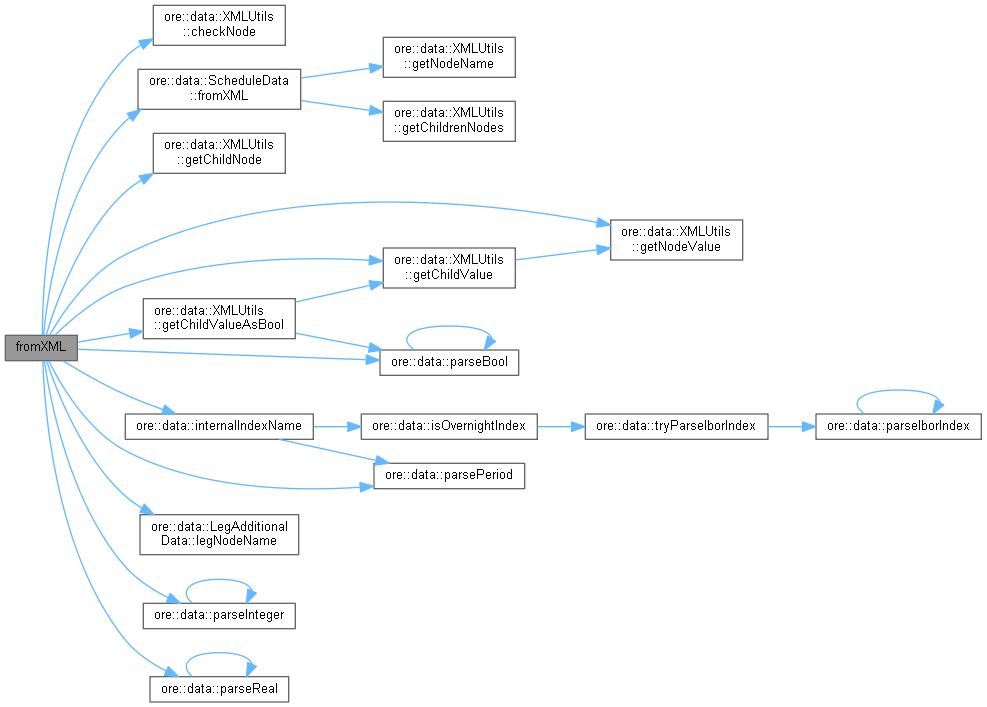 ore::data::XMLUtils
::checkNode
ore::data::XMLUtils
::getNodeName
ore::data::ScheduleData
::fromXML
ore::data::XMLUtils
::getChildrenNodes
ore::data::XMLUtils
::getChildNode
ore::data::XMLUtils
::getNodeValue
ore::data::XMLUtils
::getChildValue
ore::data::XMLUtils
::getChildValueAsBool
fromXML
ore::data::parseBool
ore::data::internalIndexName
ore::data::isOvernightIndex
ore::data::tryParseIborIndex
ore::data::parseIborIndex
ore::data::parsePeriod
ore::data::LegAdditional
Data::legNodeName
ore::data::parseInteger
ore::data::parseReal